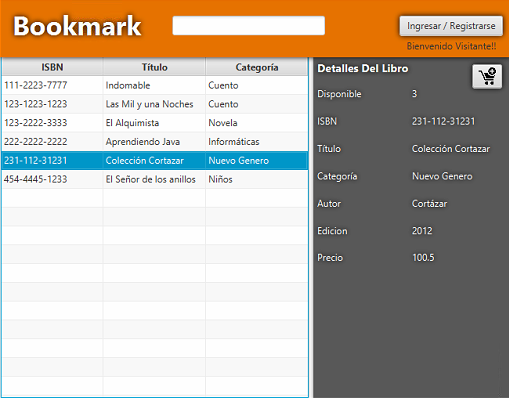 Bookmark
Ingresar / Registrarse
Bienvenido Visitante!!
ISBN Título Categoría
111-2223-7777 Indomable Cuento
123-1223-1223 Las Mil y una Noches Cuento
123-2222-3333 El Alquimista Novela
222-2222-2222 Aprendiendo Java Informáticas
231-112-31231 Colección Cortazar Nuevo Genero
454-4445-1233 El Señor de los anillos Niños
Detalles Del Libro
Disponible 3
ISBN 231-112-31231
Título Colección Cortazar
Categoría Nuevo Genero
Autor Cortázar
Edicion 2012
Precio 100.5